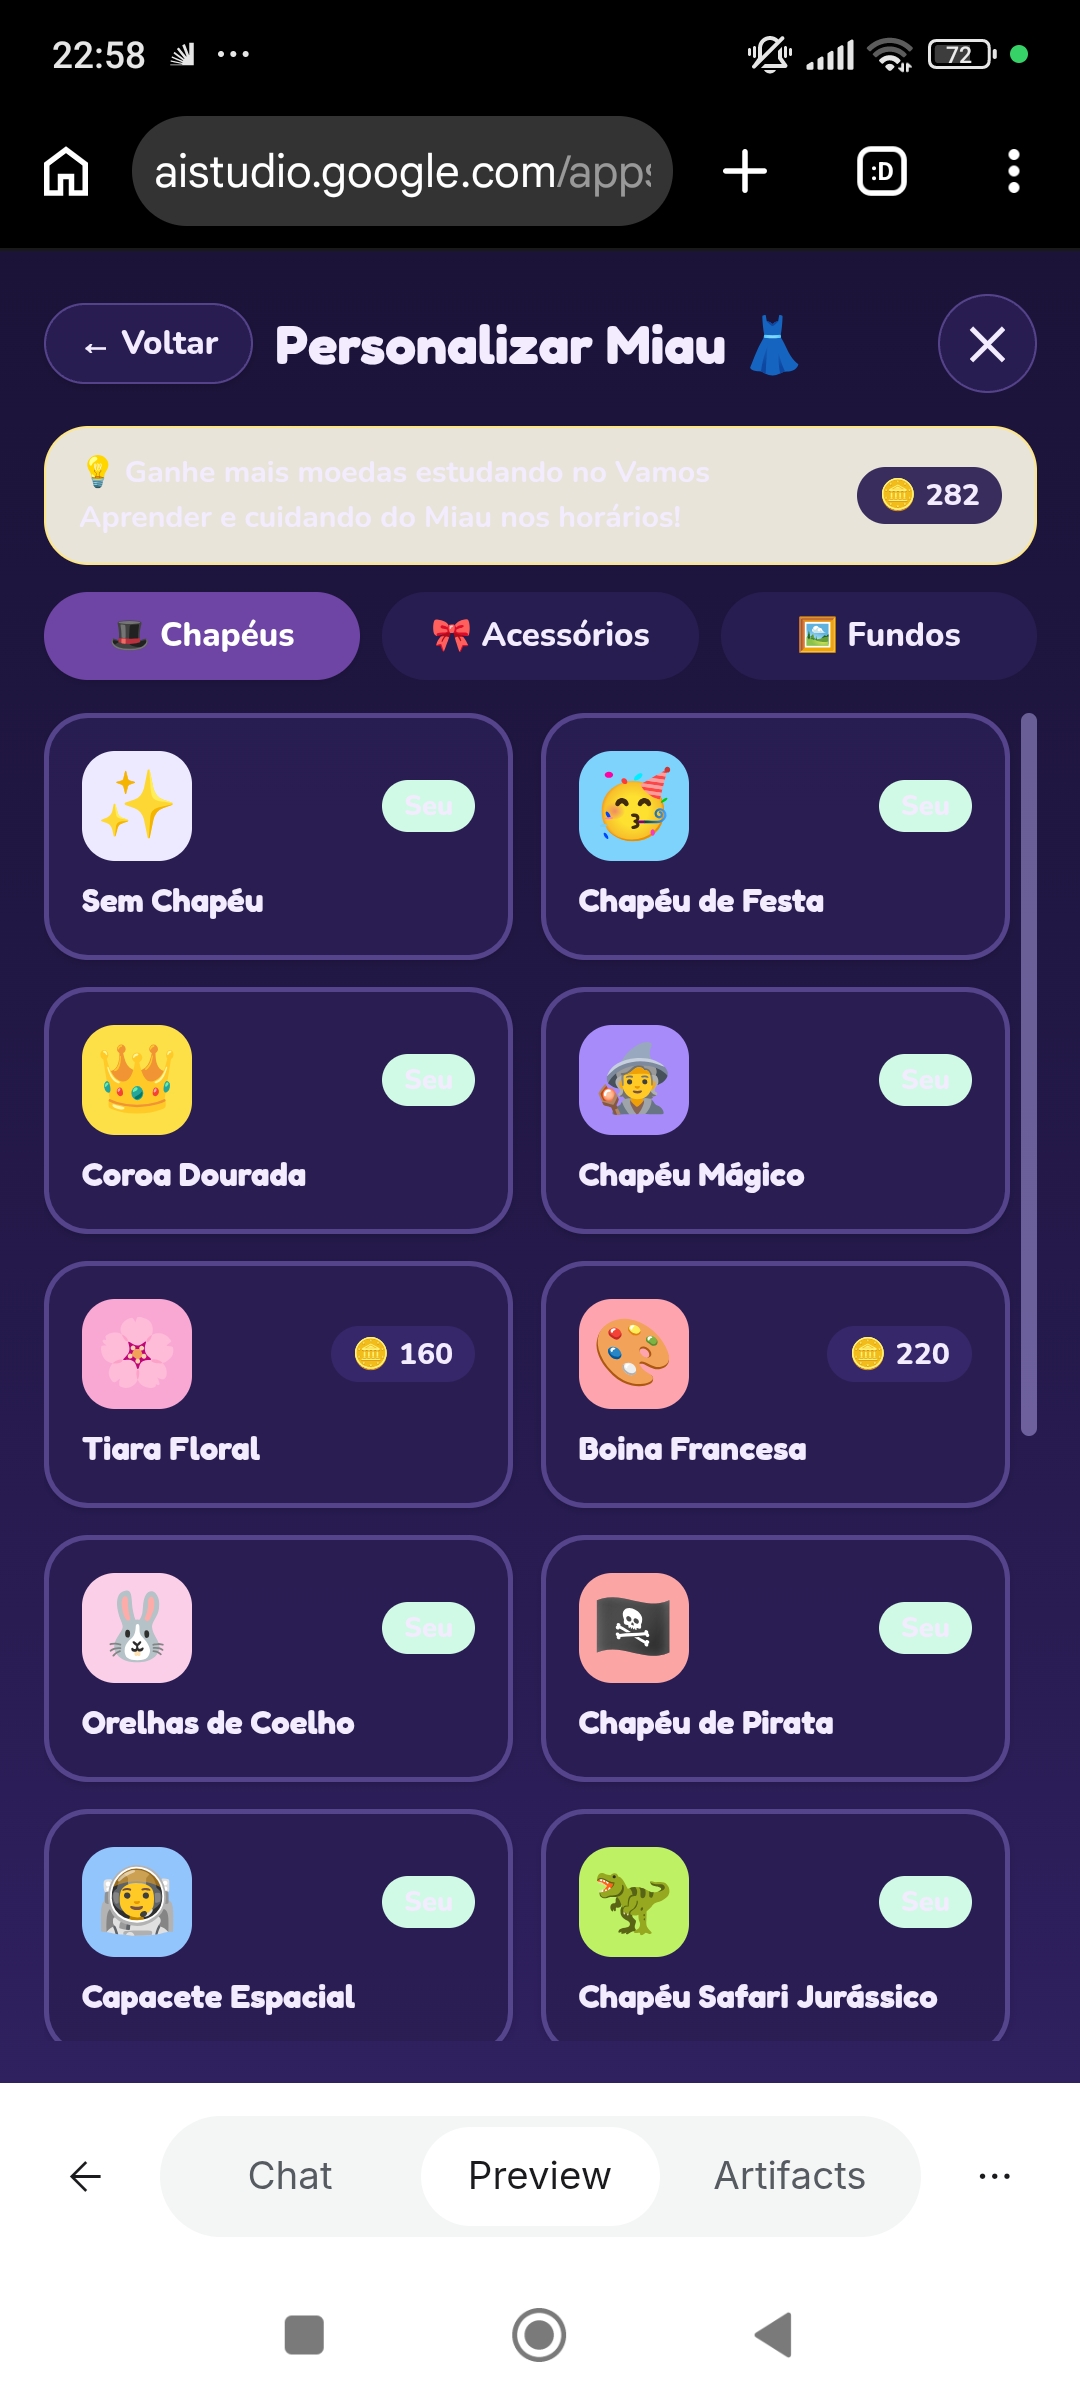 22:58
72
aistudio.google.com/apps
:D
← Voltar
Personalizar Miau
Ganhe mais moedas estudando no Vamos
Aprender e cuidando do Miau nos horários!
282
Chapéus
Acessórios
Fundos
Seu
Sem Chapéu
Seu
Chapéu de Festa
Seu
Coroa Dourada
Seu
Chapéu Mágico
160
Tiara Floral
220
Boina Francesa
Seu
Orelhas de Coelho
Seu
Chapéu de Pirata
Seu
Capacete Espacial
Seu
Chapéu Safari Jurássico
Chat
Preview
Artifacts